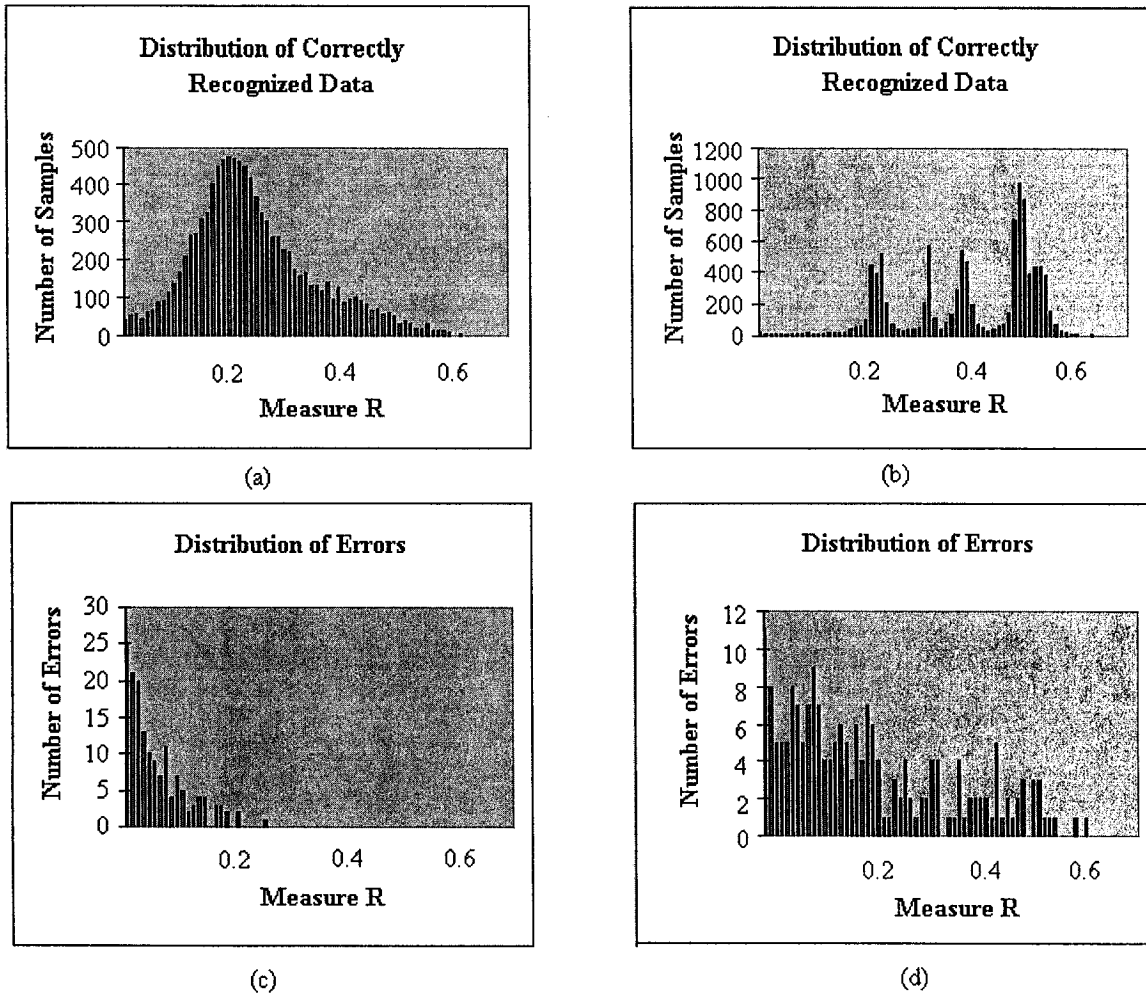 Distribution of Correctly
Recognized Data
Number of Samples
500
400
300
200
100
0
0.2 0.4 0.6
Measure R
(a)
Distribution of Correctly
Recognized Data
Number of Samples
1200
1000
800
600
400
200
0
0.2 0.4 0.6
Measure R
(b)
Distribution of Errors
Number of Errors
30
25
20
15
10
5
0
0.2 0.4 0.6
Measure R
(c)
Distribution of Errors
Number of Errors
12
10
8
6
4
2
0
0.2 0.4 0.6
Measure R
(d)